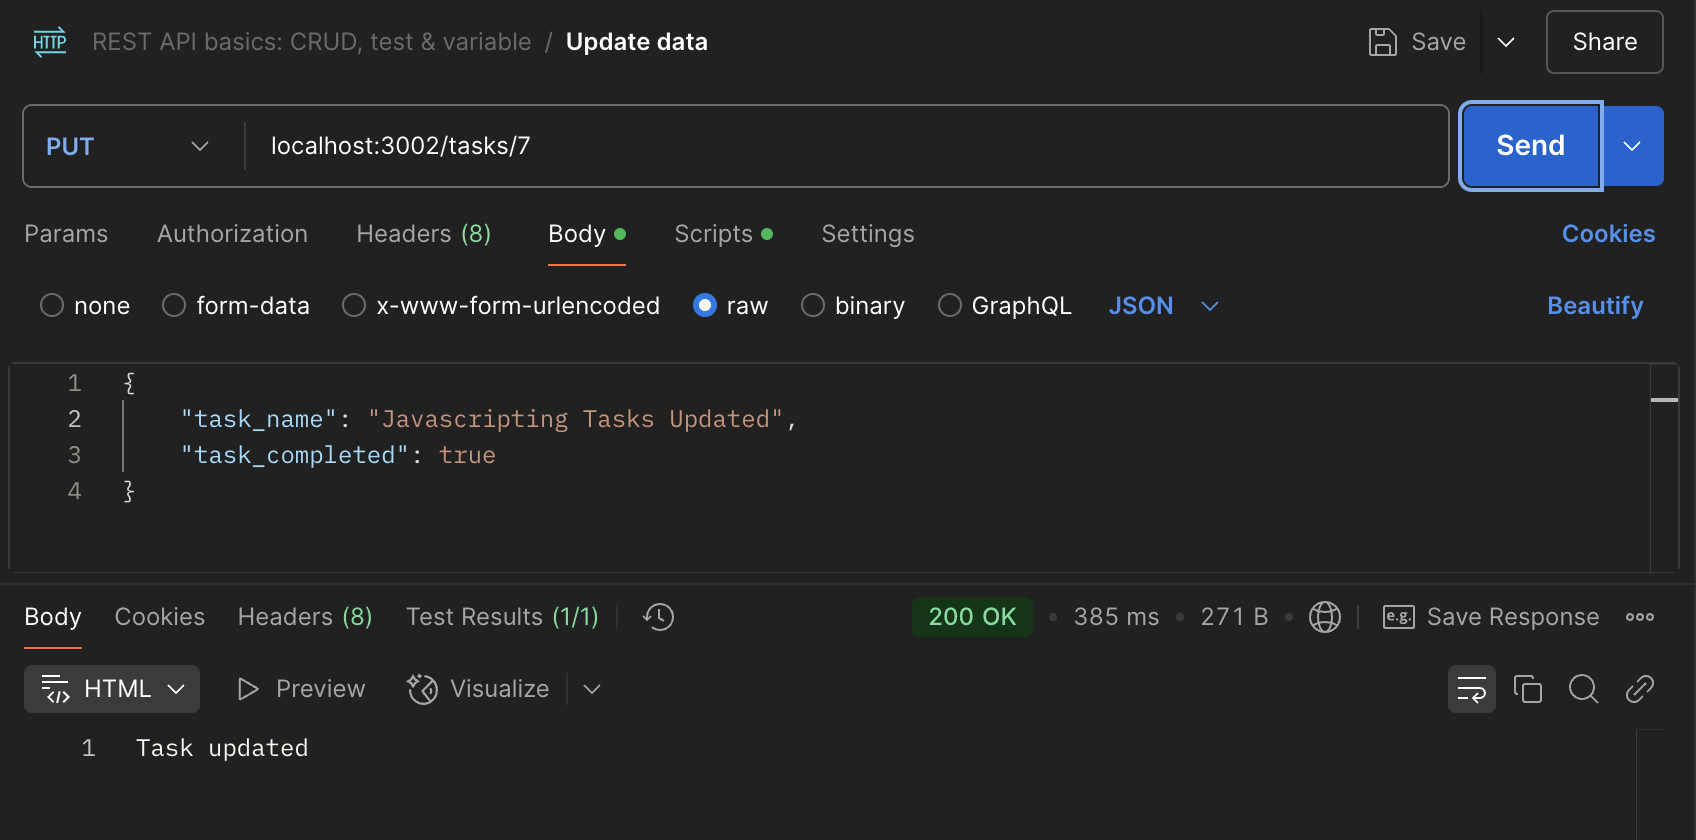 HTTP REST API basics: CRUD, test & variable / Update data Save Share
PUT localhost:3002/tasks/7 Send
Params Authorization Headers (8) Body Scripts Settings Cookies
none form-data x-www-form-urlencoded raw binary GraphQL JSON Beautify
1 {
2 "task_name": "Javascripting Tasks Updated",
3 "task_completed": true
4 }
Body Cookies Headers (8) Test Results (1/1) 200 OK • 385 ms • 271 B • e.g. Save Response
HTML Preview Visualize
1 Task updated